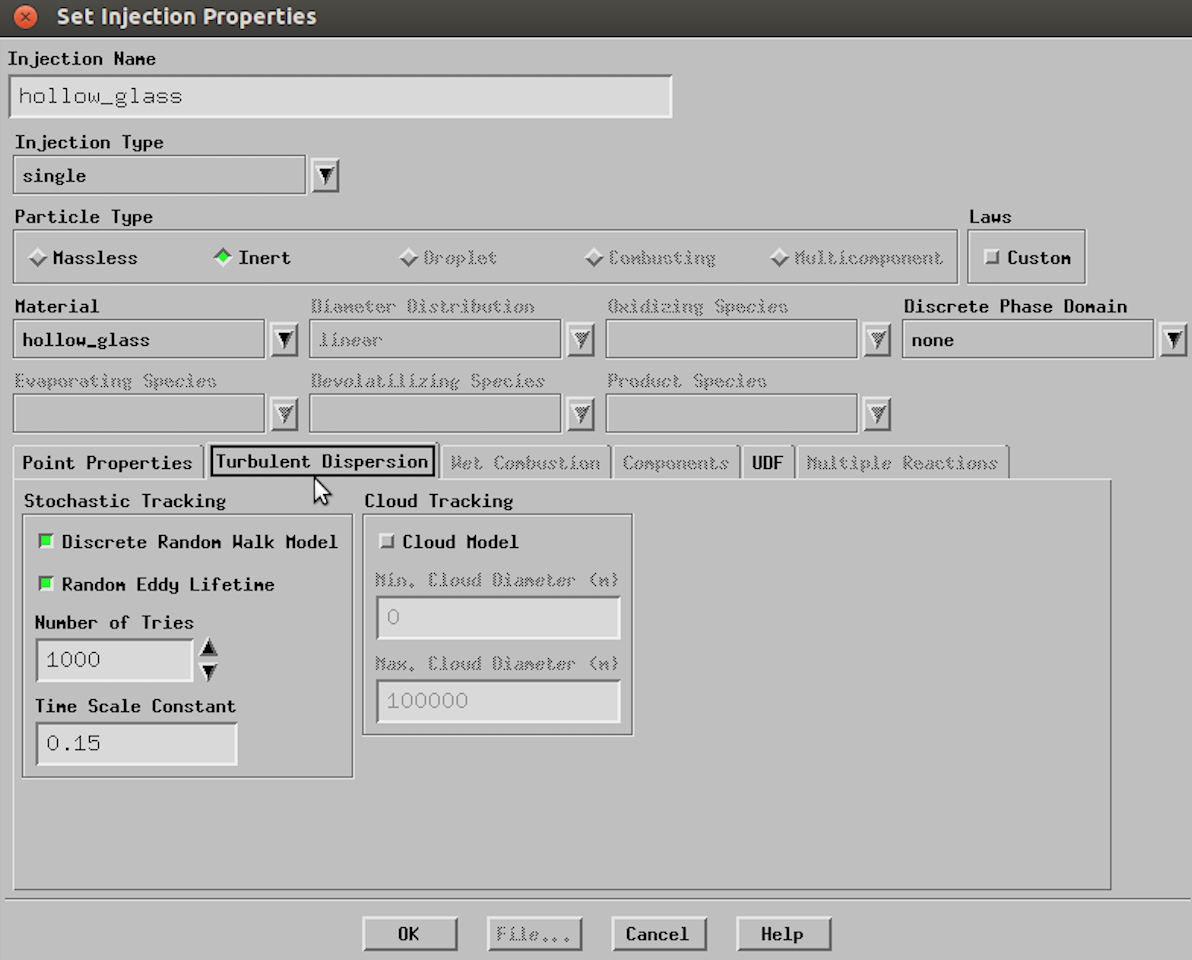 Set Injection Properties
Injection Name
hollow_glass
Injection Type
single
Particle Type
Laws
Massless Inert Droplet Combusting Multicomponent
Custom
Material Diameter Distribution Oxidizing Species Discrete Phase Domain
hollow_glass linear none
Evaporating Species Devolatilizing Species Product Species
Point Properties Turbulent Dispersion Wet Combustion Components UDF Multiple Reactions
Stochastic Tracking
Discrete Random Walk Model
Random Eddy Lifetime
Number of Tries
1000
Time Scale Constant
0.15
Cloud Tracking
Cloud Model
Min. Cloud Diameter (m)
0
Max. Cloud Diameter (m)
100000
OK File... Cancel Help